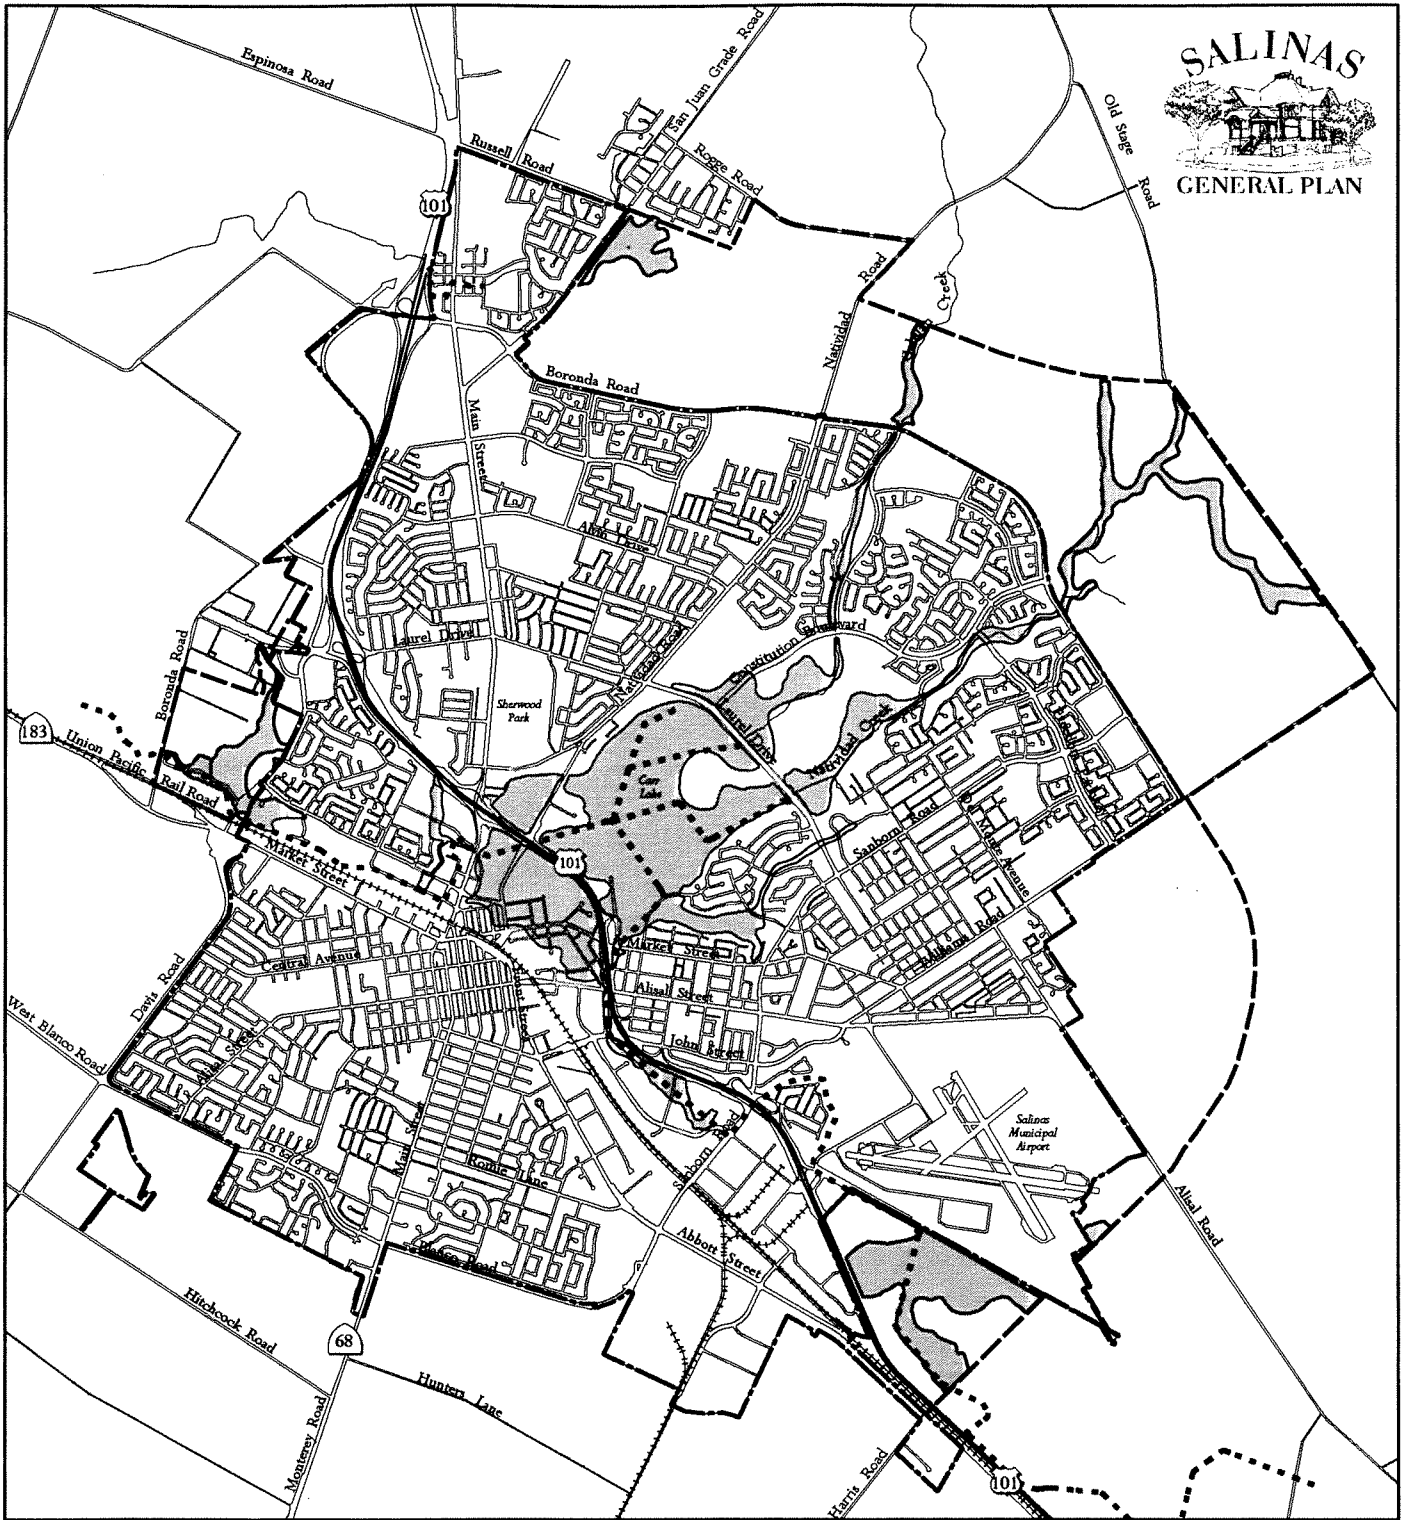 SALINAS
GENERAL PLAN
Espinosa Road
San Juan Grade Road
Old Stage Road
Russell Road
Rogge Road
101
Natividad Road
Creek
Boronda Road
Main Street
Alvin Drive
Laurel Drive
Natividad Road
Constitution Boulevard
Boronda Road
Sherwood
Park
Laurel Drive
Natividad Creek
183
Union Pacific Rail Road
Carr
Lake
Sanborn Road
Market Street
101
Williams Road
Market Street
Central Avenue
Davis Road
Alisal Street
West Blanco Road
John Street
Main Street
Salinas
Municipal
Airport
Romie Lane
Sanborn Road
Alisal Road
Abbott Street
Blanco Road
Hitchcock Road
68
Hunters Lane
Monterey Road
Harris Road
101